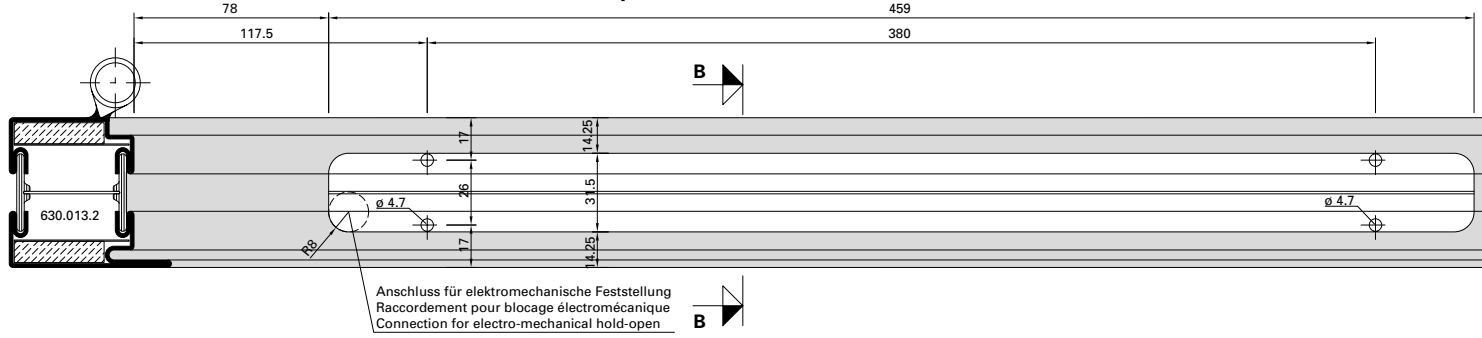 78
459
117.5
380
B
17
14.25
26
31.5
ø 4.7
ø 4.7
630.013.2
R8
17
14.25
Anschluss für elektromechanische Feststellung
Raccordement pour blocage électromécanique
Connection for electro-mechanical hold-open
B